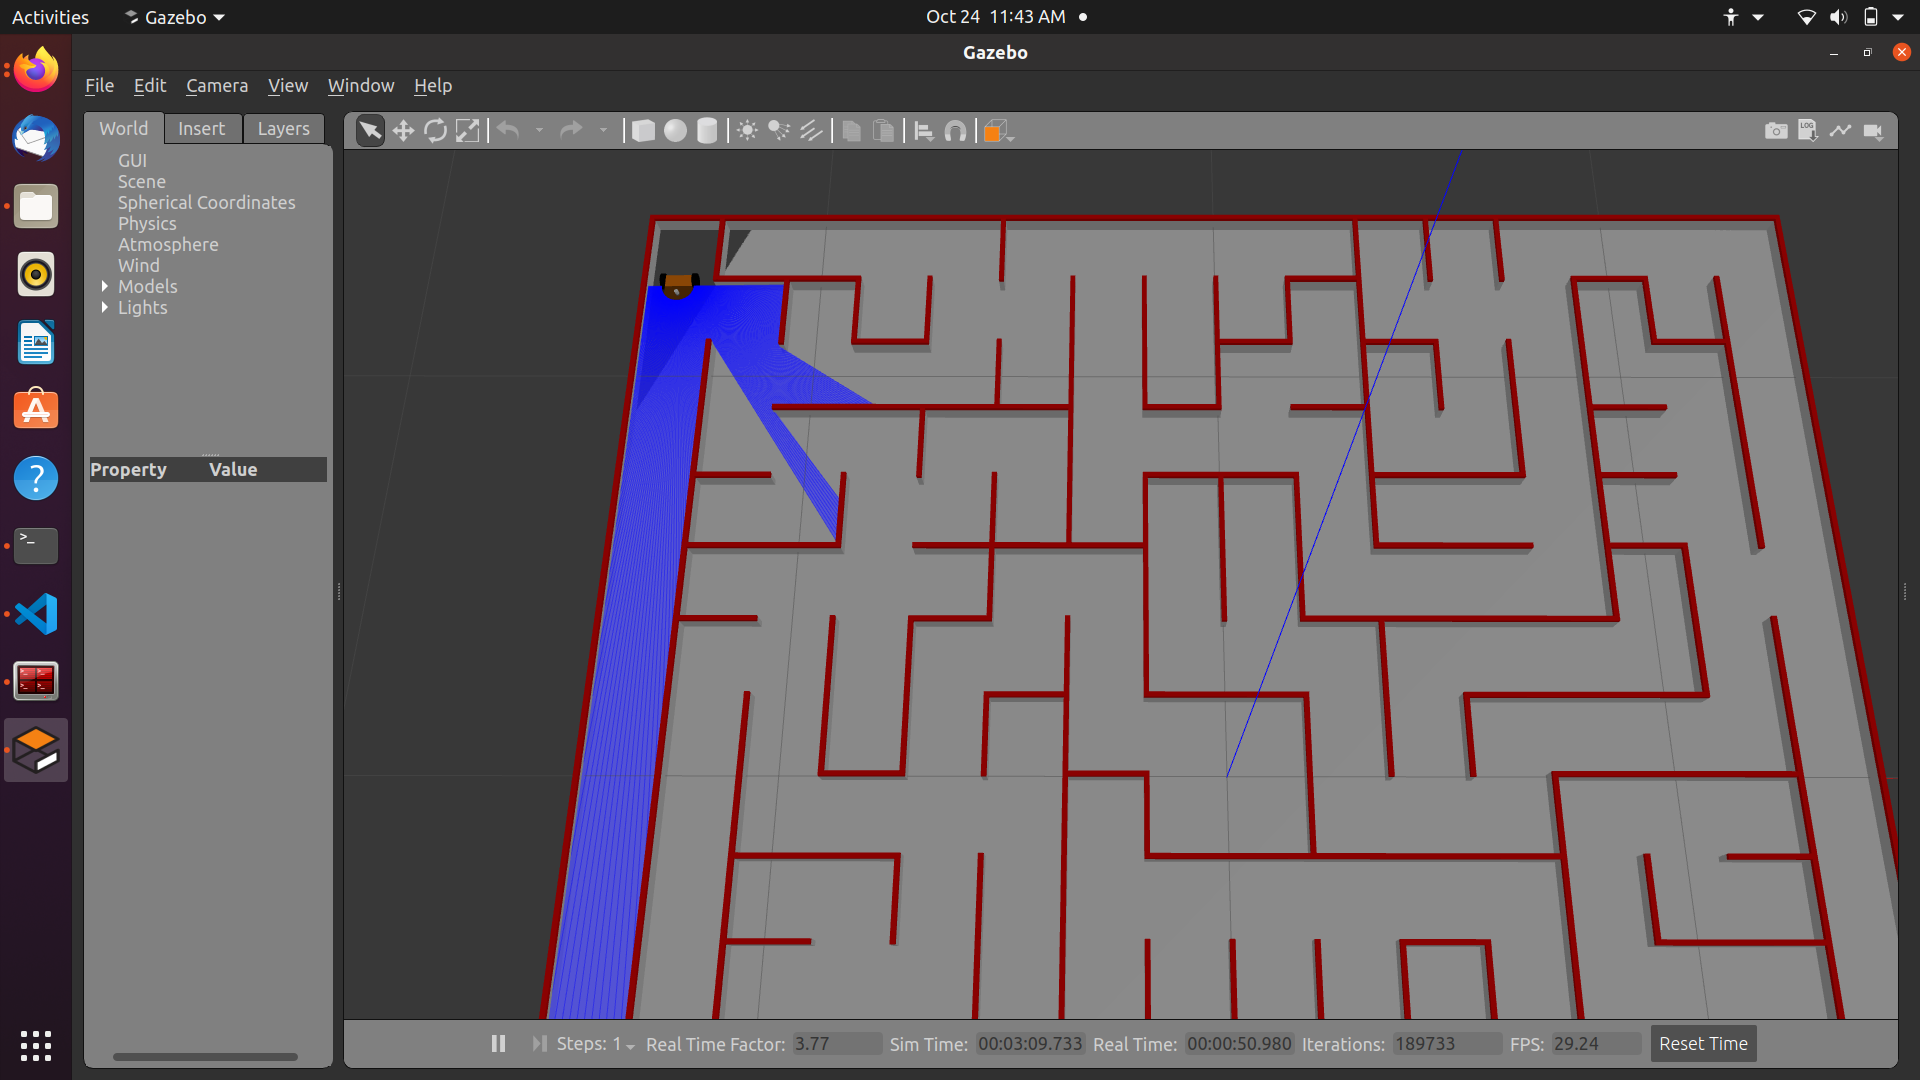 Activities Gazebo Oct 24 11:43 AM
Gazebo
File Edit Camera View Window Help
World Insert Layers
GUI
Scene
Spherical Coordinates
Physics
Atmosphere
Wind
Models
Lights
Property Value
LOG
Steps: 1 Real Time Factor: 3.77 Sim Time: 00:03:09.733 Real Time: 00:00:50.980 Iterations: 189733 FPS: 29.24 Reset Time